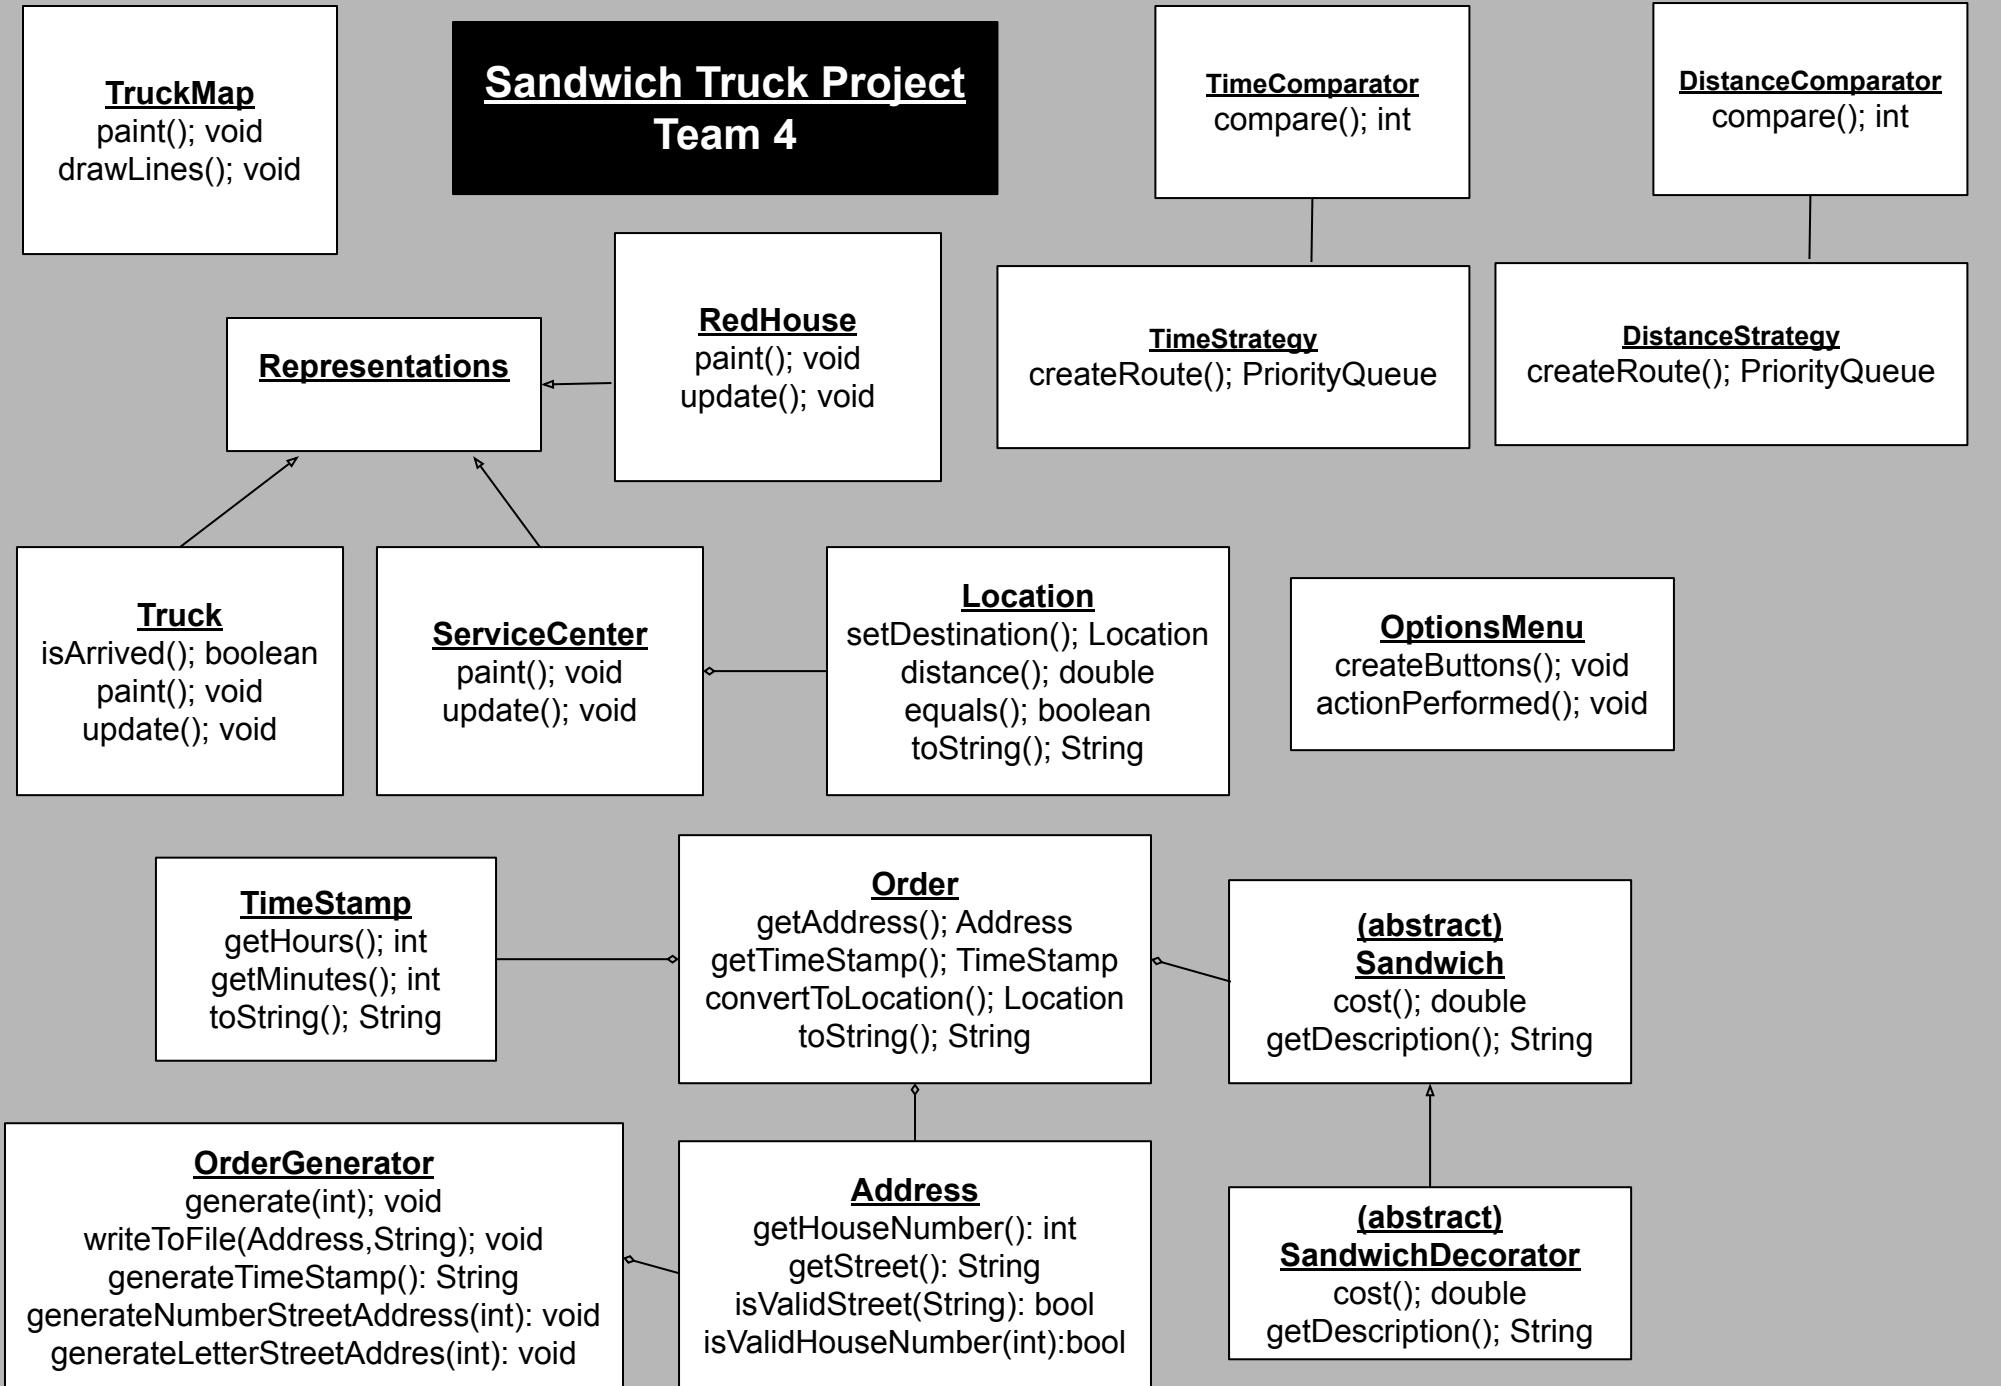 TruckMap
paint(); void
drawLines(); void
Sandwich Truck Project
Team 4
TimeComparator
compare(); int
DistanceComparator
compare(); int
Representations
RedHouse
paint(); void
update(); void
TimeStrategy
createRoute(); PriorityQueue
DistanceStrategy
createRoute(); PriorityQueue
Truck
isArrived(); boolean
paint(); void
update(); void
ServiceCenter
paint(); void
update(); void
Location
setDestination(); Location
distance(); double
equals(); boolean
toString(); String
OptionsMenu
createButtons(); void
actionPerformed(); void
TimeStamp
getHours(); int
getMinutes(); int
toString(); String
Order
getAddress(); Address
getTimeStamp(); TimeStamp
convertToLocation(); Location
toString(); String
(abstract)
Sandwich
cost(); double
getDescription(); String
OrderGenerator
generate(int); void
writeToFile(Address,String); void
generateTimeStamp(): String
generateNumberStreetAddress(int): void
generateLetterStreetAddres(int): void
Address
getHouseNumber(): int
getStreet(): String
isValidStreet(String): bool
isValidHouseNumber(int):bool
(abstract)
SandwichDecorator
cost(); double
getDescription(); String